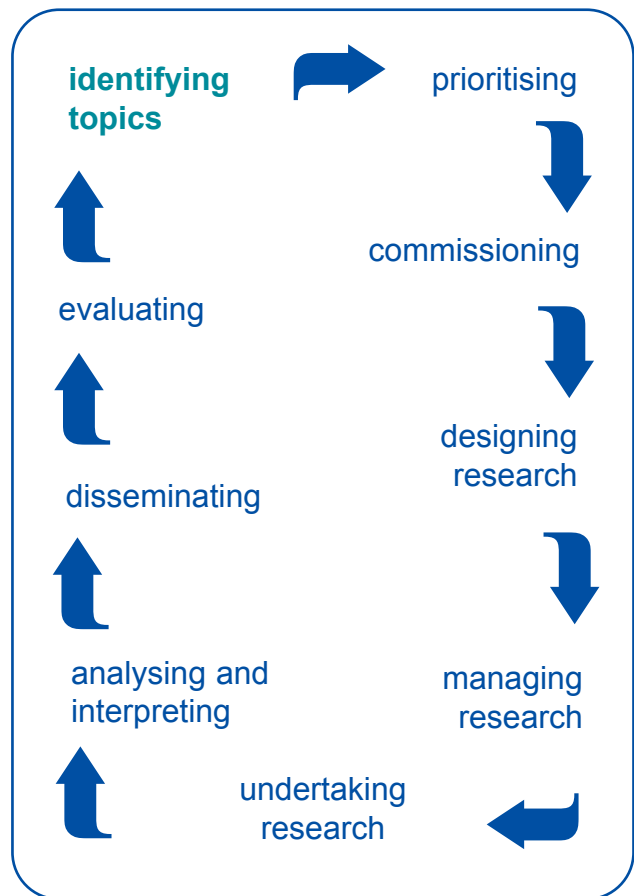 identifying
topics
prioritising
commissioning
designing
research
managing
research
undertaking
research
analysing and
interpreting
disseminating
evaluating